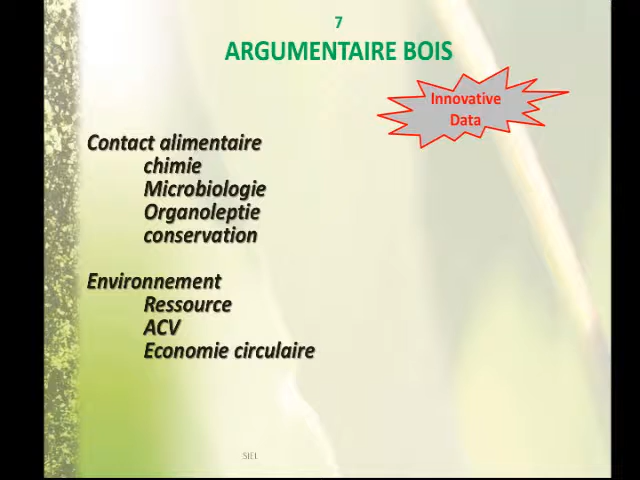 7
ARGUMENTAIRE BOIS
Innovative
Data
Contact alimentaire
chimie
Microbiologie
Organoleptie
conservation
Environnement
Ressource
ACV
Economie circulaire
SIEL